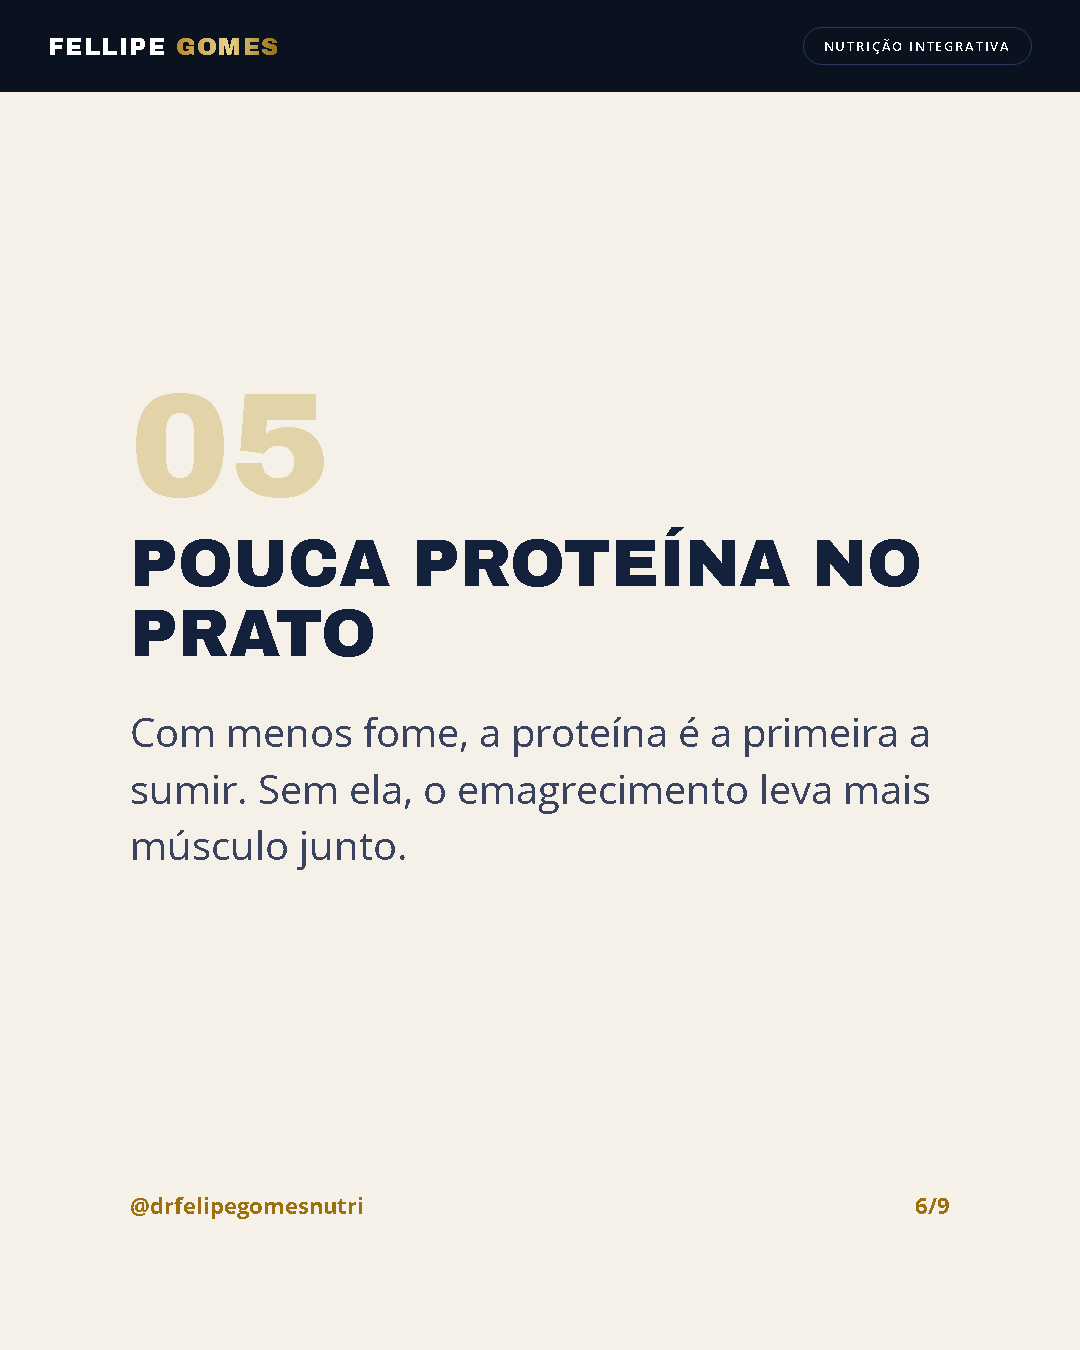 FELLIPE GOMES
NUTRIÇÃO INTEGRATIVA
05
POUCA PROTEÍNA NO
PRATO
Com menos fome, a proteína é a primeira a
sumir. Sem ela, o emagrecimento leva mais
músculo junto.
@drfelipegomesnutri
6/9